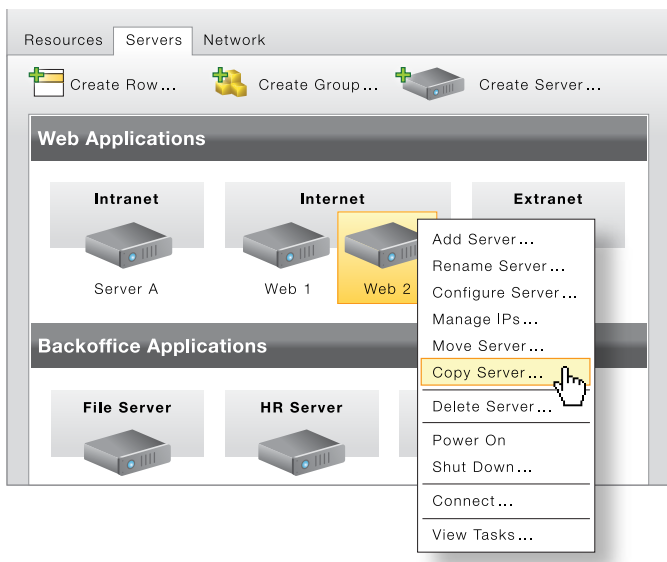 Resources Servers Network
Create Row... Create Group... Create Server...
Web Applications
Intranet Internet Extranet
Server A Web 1 Web 2
Add Server...
Rename Server...
Configure Server...
Manage IPs...
Move Server...
Copy Server...
Delete Server...
Power On
Shut Down...
Connect...
View Tasks...
Backoffice Applications
File Server HR Server